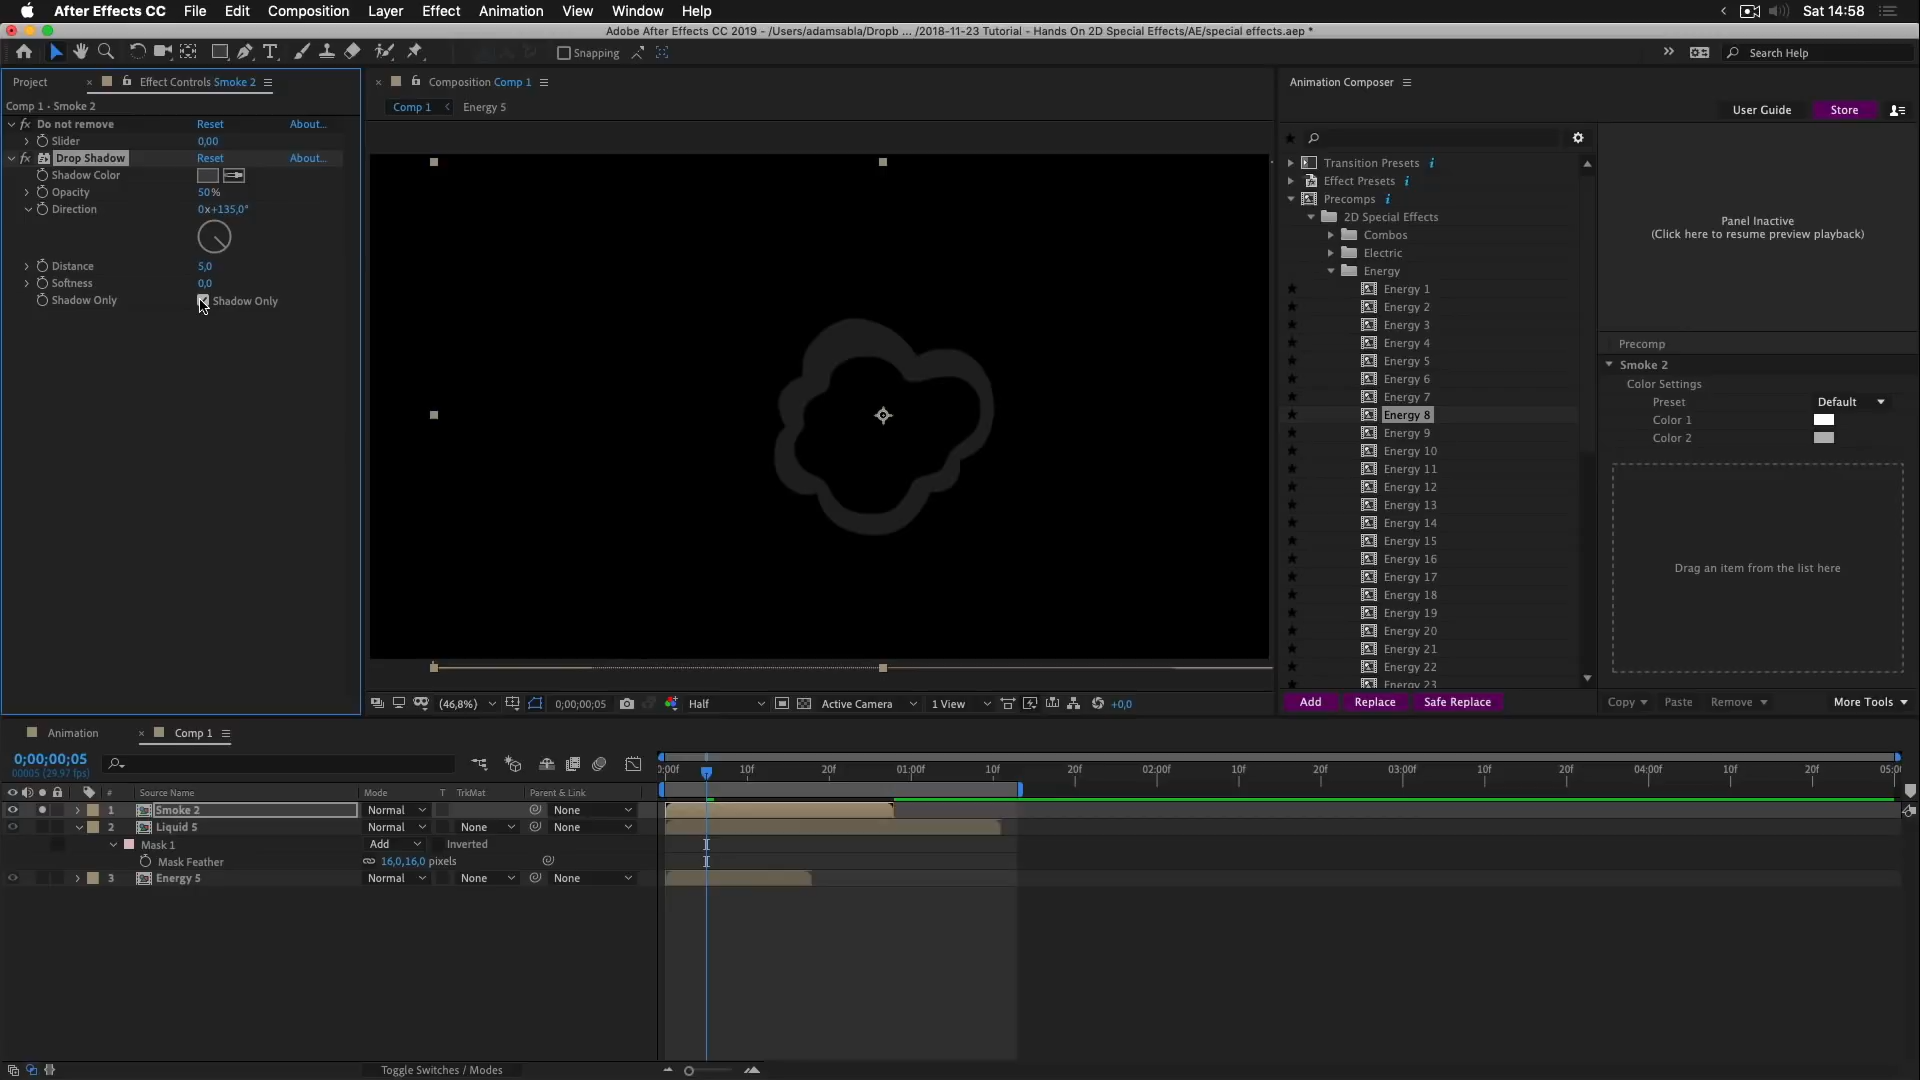 After Effects CC File Edit Composition Layer Effect Animation View Window Help Sat 14:58
Adobe After Effects CC 2019 - /Users/adamsabla/Dropb ... /2018-11-23 Tutorial - Hands On 2D Special Effects/AE/special effects.aep *
Snapping Search Help
Project Effect Controls Smoke 2
Comp 1 • Smoke 2
Do not remove Reset About...
Slider 0,00
Drop Shadow Reset About...
Shadow Color
Opacity 50%
Direction 0x+135,0°
Distance 5,0
Softness 0,0
Shadow Only Shadow Only
Composition Comp 1
Comp 1 Energy 5
(46,8%) 0;00;00;05 Half Active Camera 1 View +0,0
Animation Composer
User Guide Store
Transition Presets
Effect Presets
Precomps
2D Special Effects
Combos
Electric
Energy
Energy 1
Energy 2
Energy 3
Energy 4
Energy 5
Energy 6
Energy 7
Energy 8
Energy 9
Energy 10
Energy 11
Energy 12
Energy 13
Energy 14
Energy 15
Energy 16
Energy 17
Energy 18
Energy 19
Energy 20
Energy 21
Energy 22
Energy 23
Add Replace Safe Replace
Panel Inactive
(Click here to resume preview playback)
Precomp
Smoke 2
Color Settings
Preset Default
Color 1
Color 2
Drag an item from the list here
Copy Paste Remove More Tools
Animation Comp 1
0;00;00;05
00005 (29.97 fps)
# Source Name Mode T TrkMat Parent & Link
:00f 10f 20f 01:00f 10f 20f 02:00f 10f 20f 03:00f 10f 20f 04:00f 10f 20f 05:0
1 Smoke 2 Normal None
2 Liquid 5 Normal None None
Mask 1 Add Inverted
Mask Feather 16,0,16,0 pixels
3 Energy 5 Normal None None
Toggle Switches / Modes